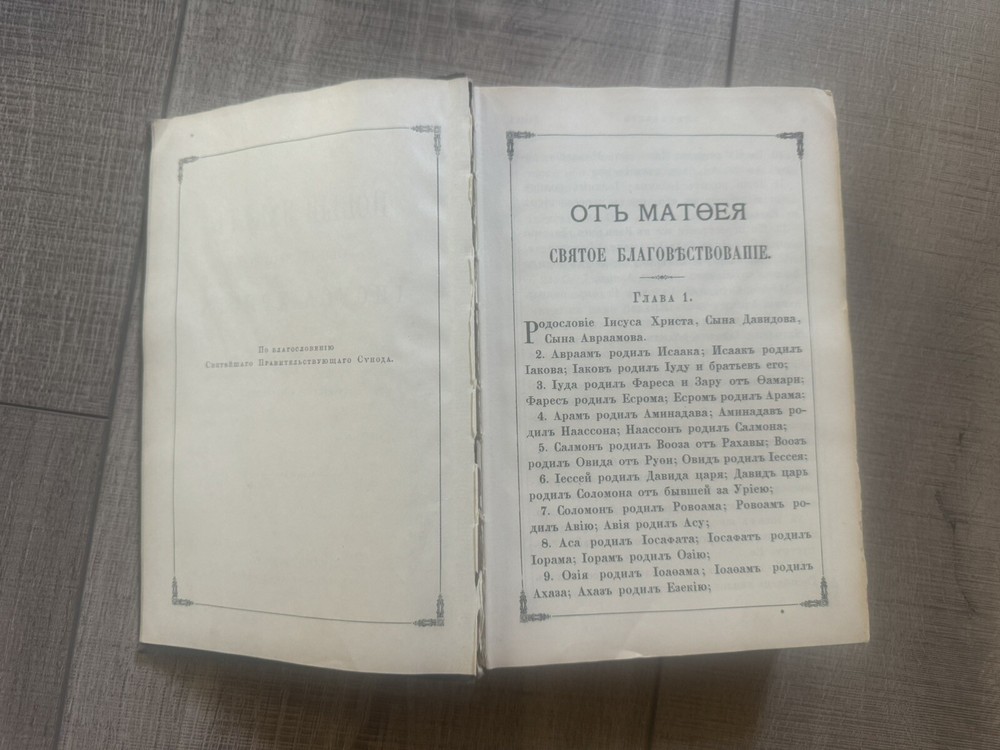 По благословенію
Святѣйшаго Правительствующаго Сѵнода.
ОТЪ МАТѲЕЯ
СВЯТОЕ БЛАГОВѢСТВОВАНІЕ.
Глава 1.
Родословіе Іисуса Христа, Сына Давидова,
Сына Авраамова.
2. Авраамъ родилъ Исаака; Исаакъ родилъ
Іакова; Іаковъ родилъ Іуду и братьевъ его;
3. Іуда родилъ Фареса и Зару отъ Ѳамари;
Фаресъ родилъ Есрома; Есромъ родилъ Арама;
4. Арамъ родилъ Аминадава; Аминадавъ ро-
дилъ Наассона; Наассонъ родилъ Салмона;
5. Салмонъ родилъ Вооза отъ Рахавы; Воозъ
родилъ Овида отъ Руѳи; Овидъ родилъ Іессея;
6. Іессей родилъ Давида царя; Давидъ царь
родилъ Соломона отъ бывшей за Уріею;
7. Соломонъ родилъ Ровоама; Ровоамъ ро-
дилъ Авію; Авія родилъ Асу;
8. Аса родилъ Іосафата; Іосафатъ родилъ
Іорама; Іорамъ родилъ Озію;
9. Озія родилъ Іоаѳама; Іоаѳамъ родилъ
Ахаза; Ахазъ родилъ Езекію;